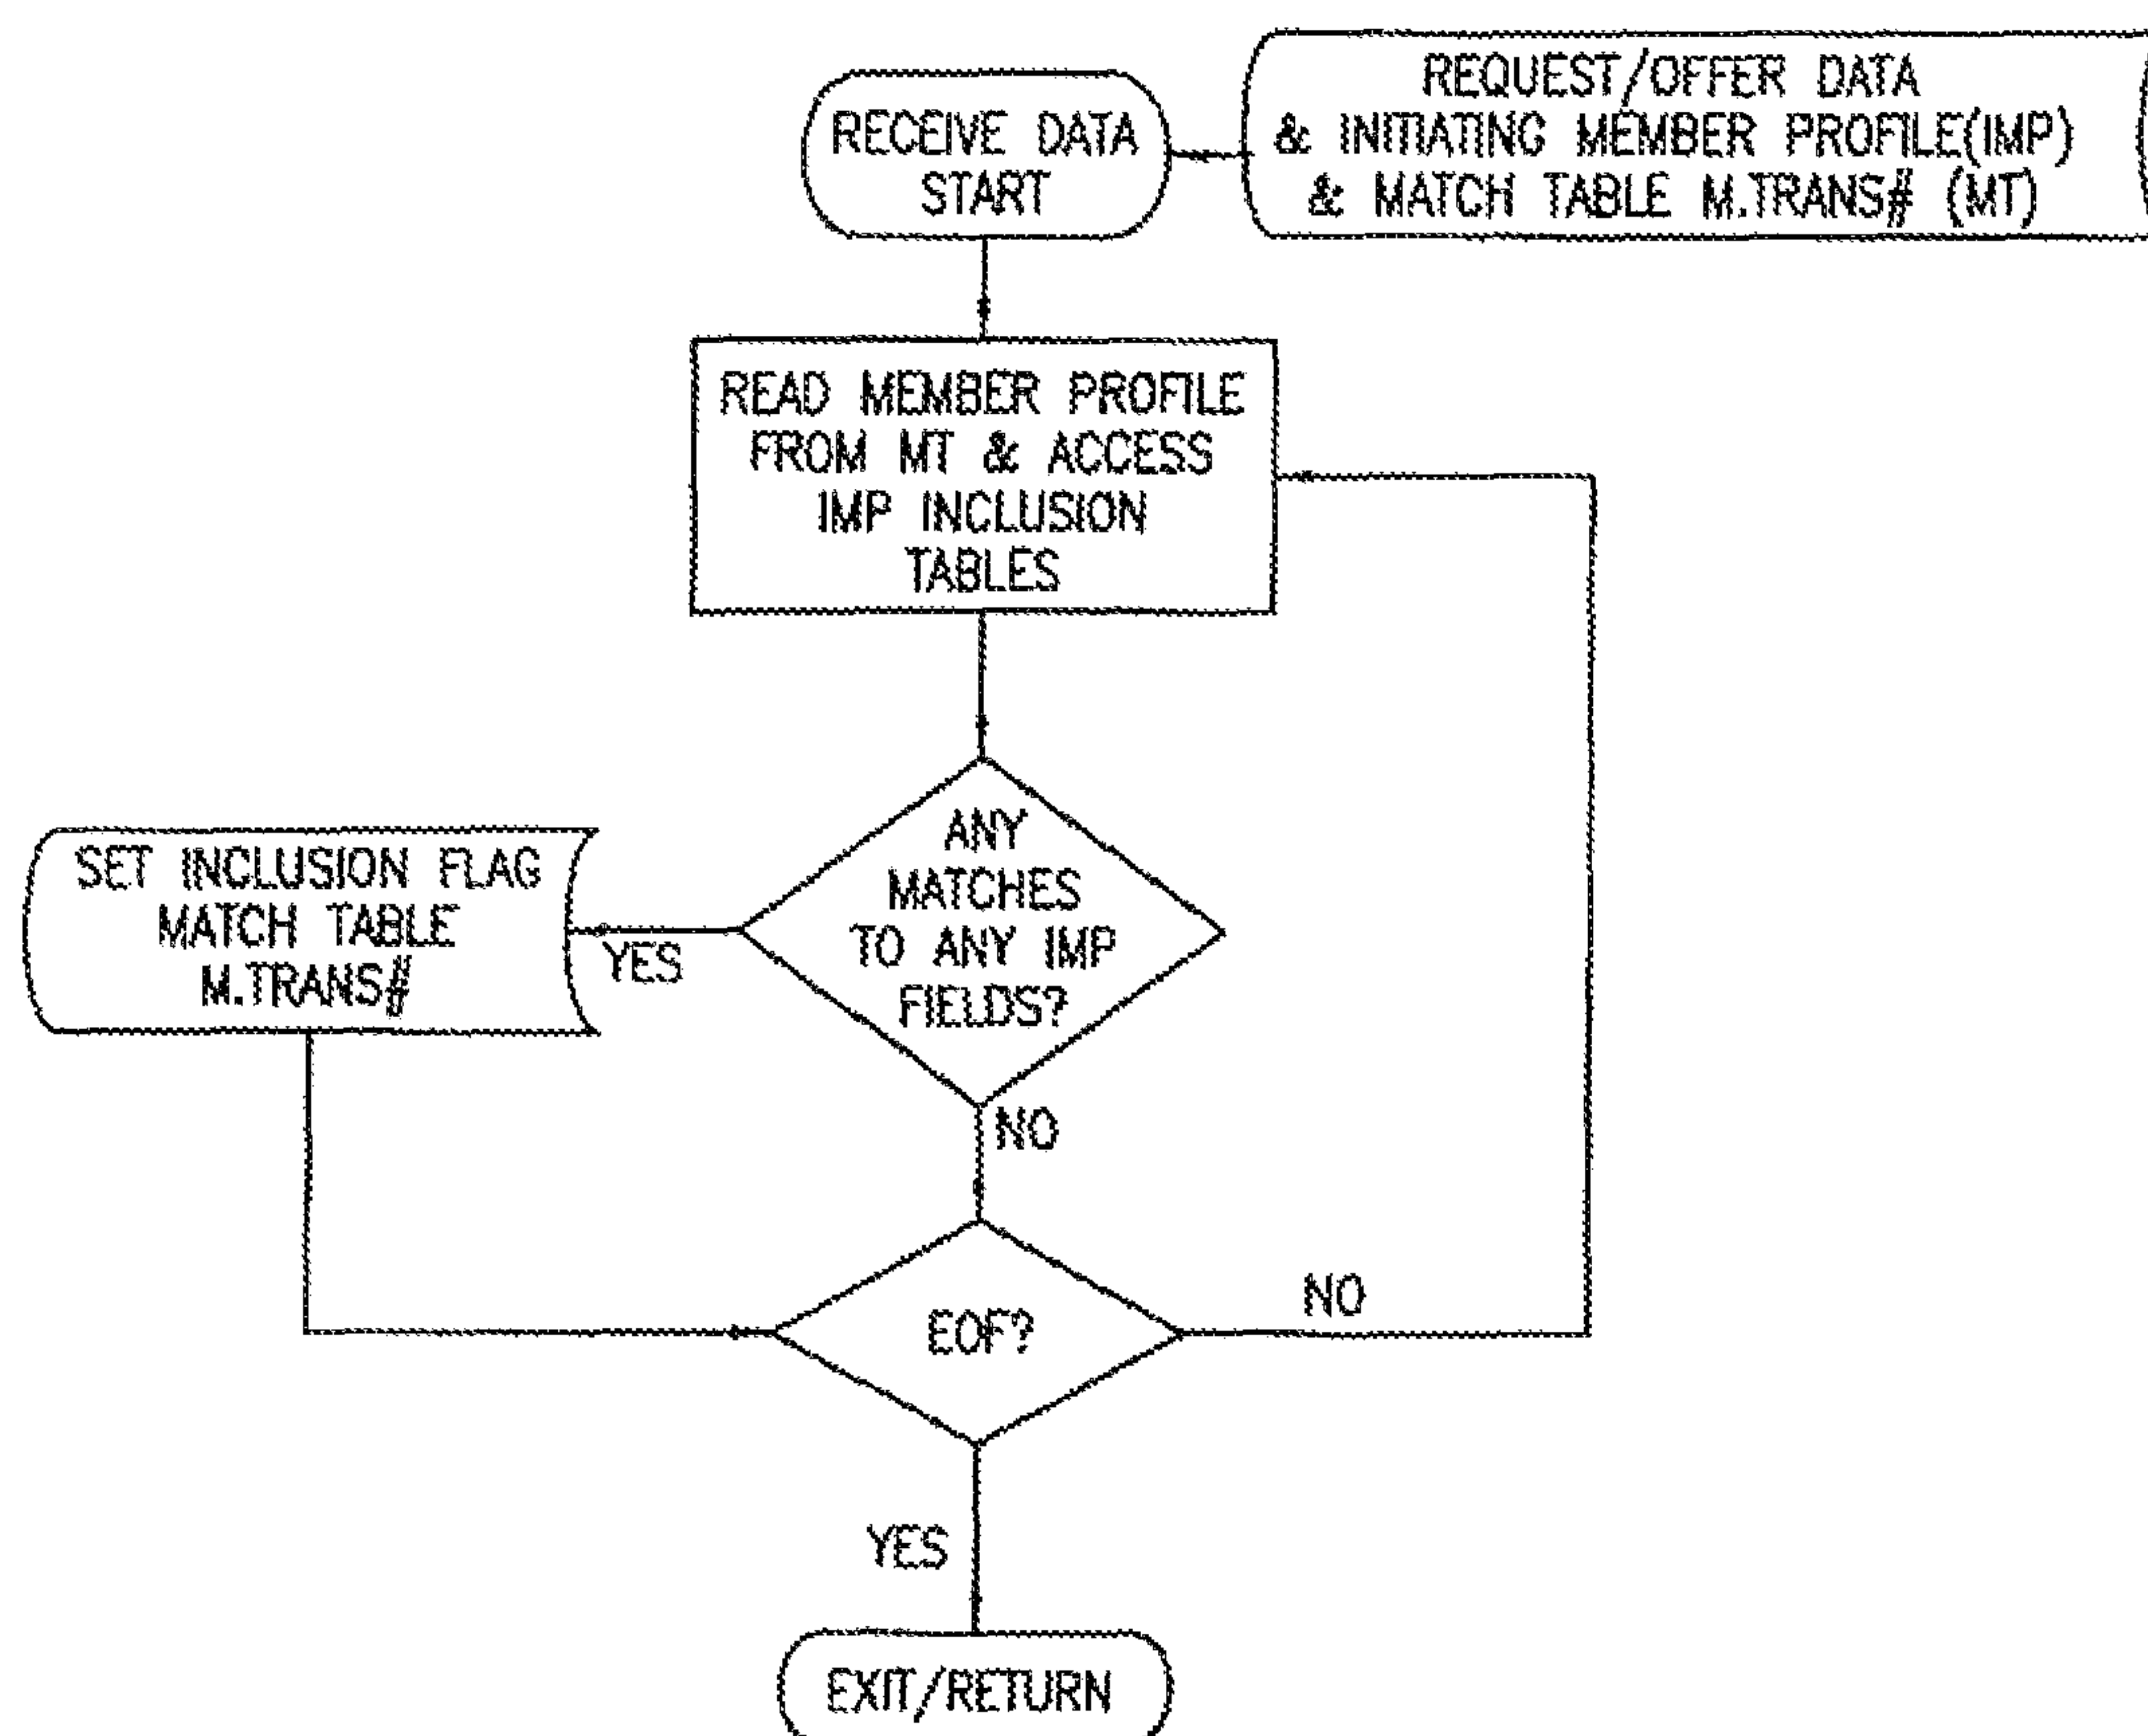 RECEIVE DATA
START
REQUEST/OFFER DATA
& INITIATING MEMBER PROFILE(IMP)
& MATCH TABLE M.TRANS# (MT)
READ MEMBER PROFILE
FROM MT & ACCESS
IMP INCLUSION
TABLES
ANY
MATCHES
TO ANY IMP
FIELDS?
YES
SET INCLUSION FLAG
MATCH TABLE
M.TRANS#
NO
EOF?
NO
YES
EXIT/RETURN